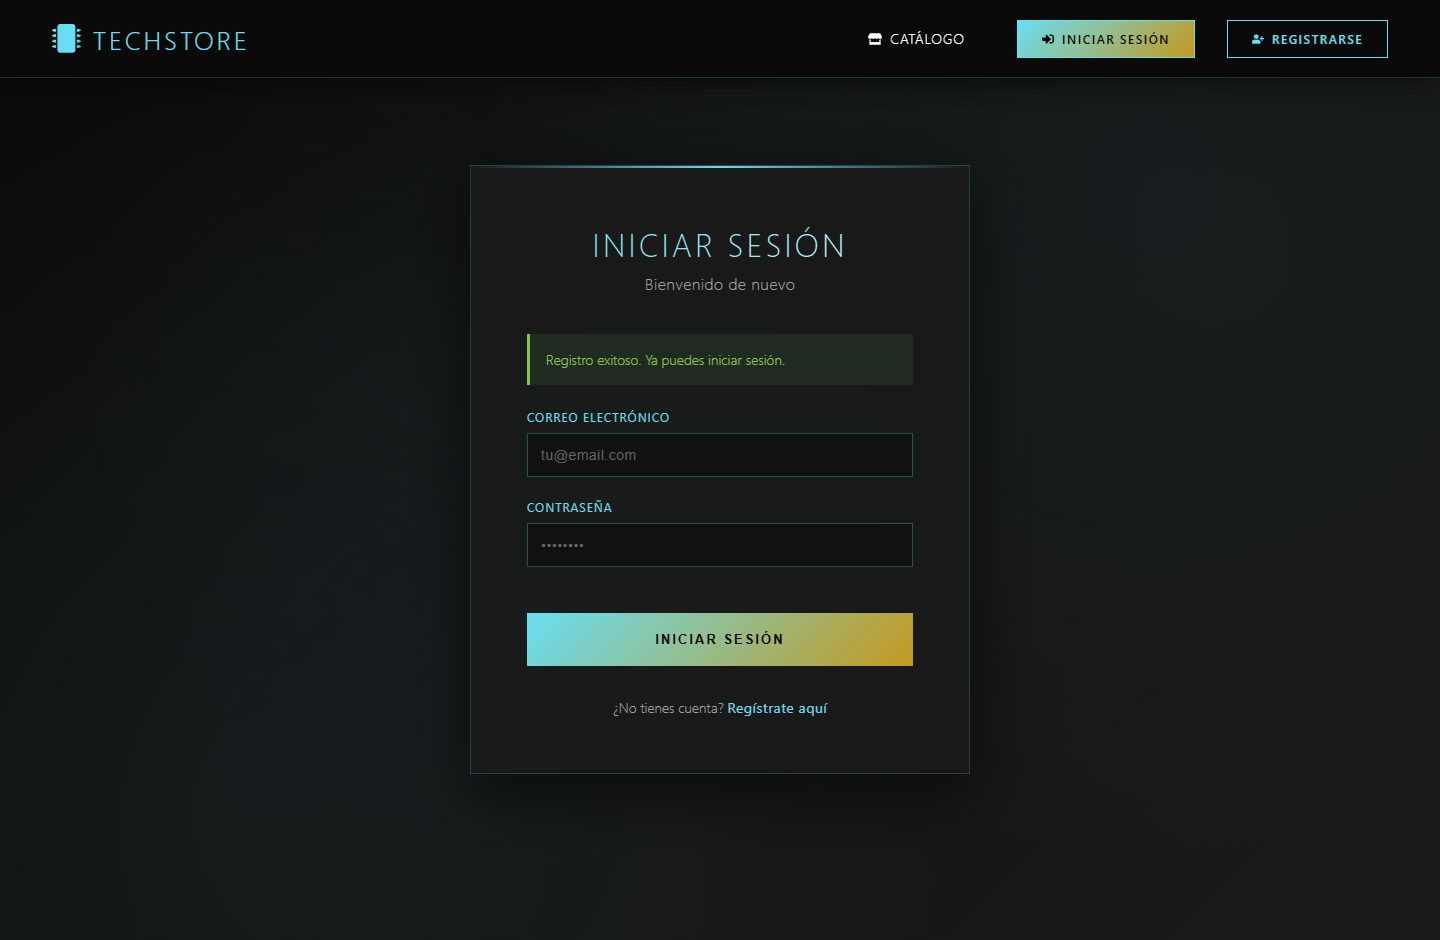 TECHSTORE
CATÁLOGO
INICIAR SESIÓN
REGISTRARSE
INICIAR SESIÓN
Bienvenido de nuevo
Registro exitoso. Ya puedes iniciar sesión.
CORREO ELECTRÓNICO
tu@email.com
CONTRASEÑA
••••••••
INICIAR SESIÓN
¿No tienes cuenta? Regístrate aquí